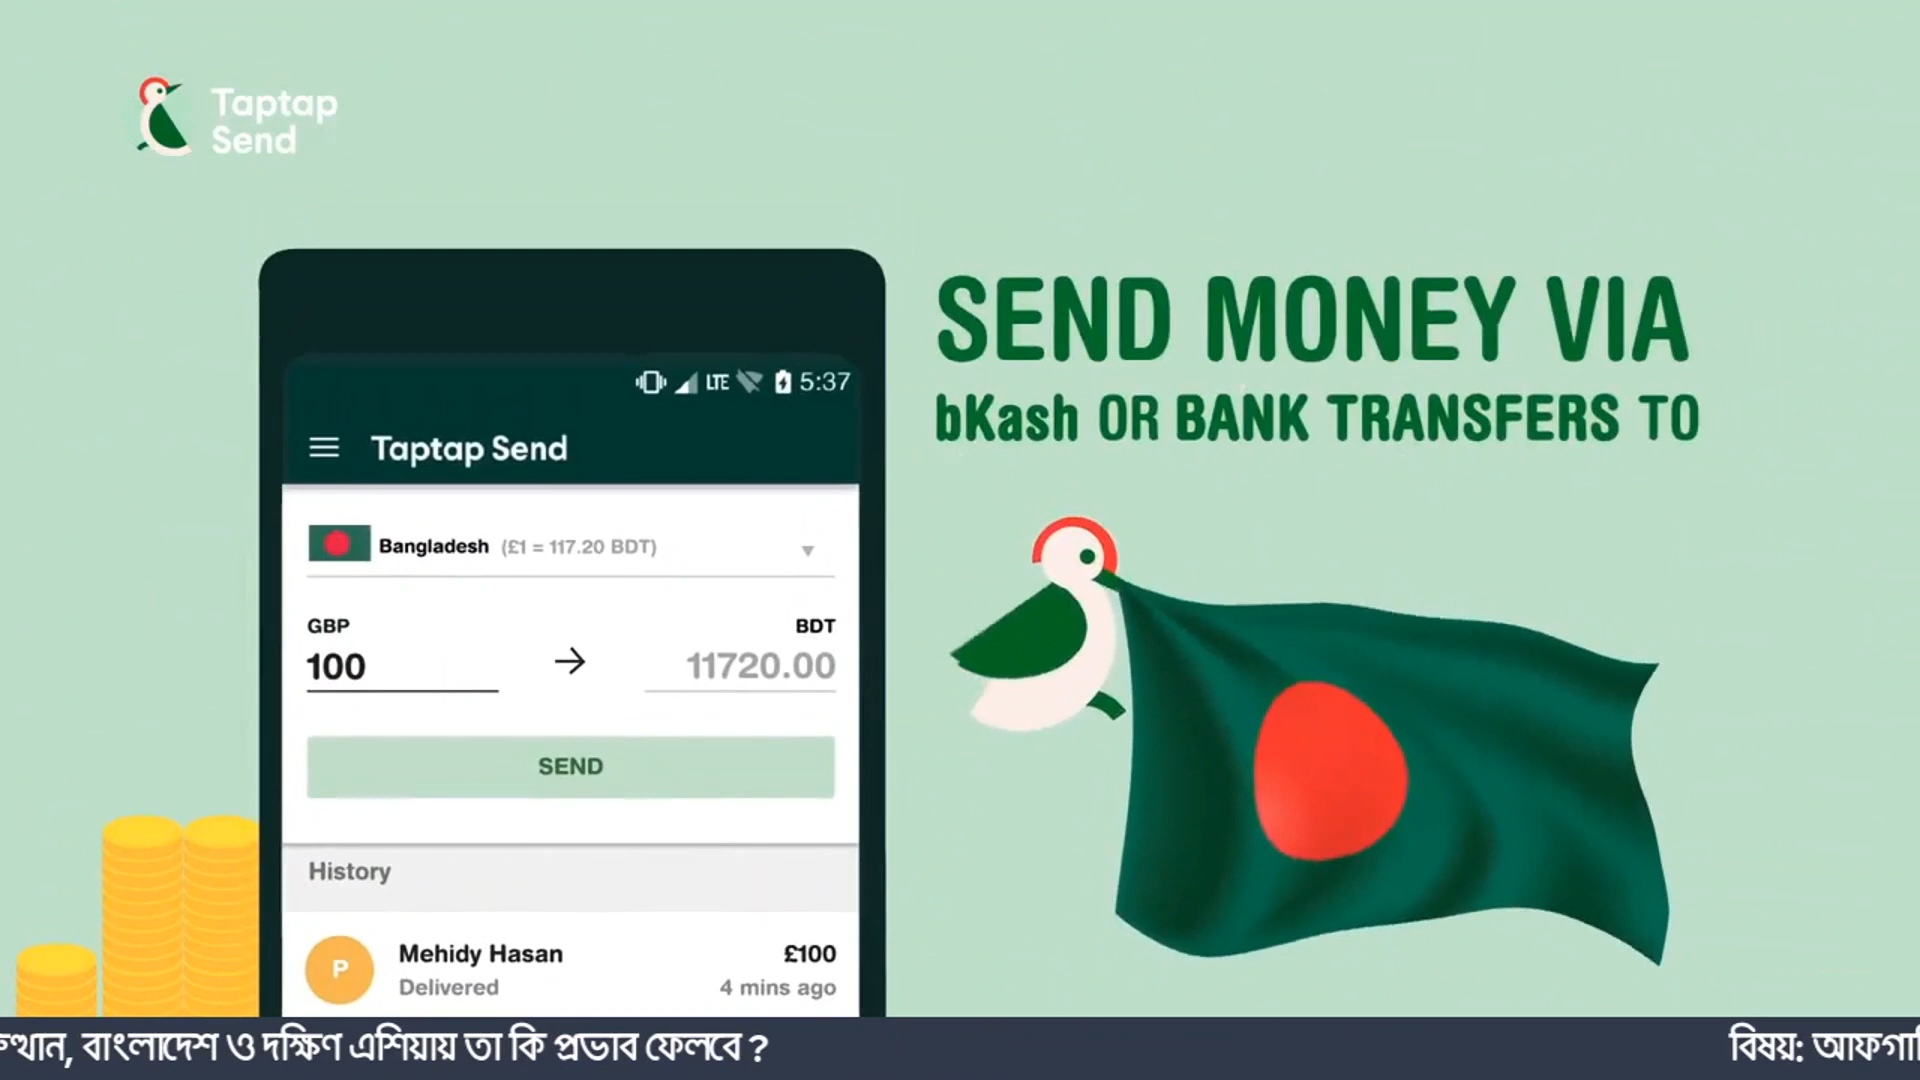 Taptap
Send
SEND MONEY VIA
bKash OR BANK TRANSFERS TO
LTE 5:37
Taptap Send
Bangladesh (£1 = 117.20 BDT)
GBP BDT
100 → 11720.00
SEND
History
P
Mehidy Hasan £100
Delivered 4 mins ago
বাংলাদেশ ও দক্ষিণ এশিয়ায় তা কি প্রভাব ফেলবে ? বিষয়: